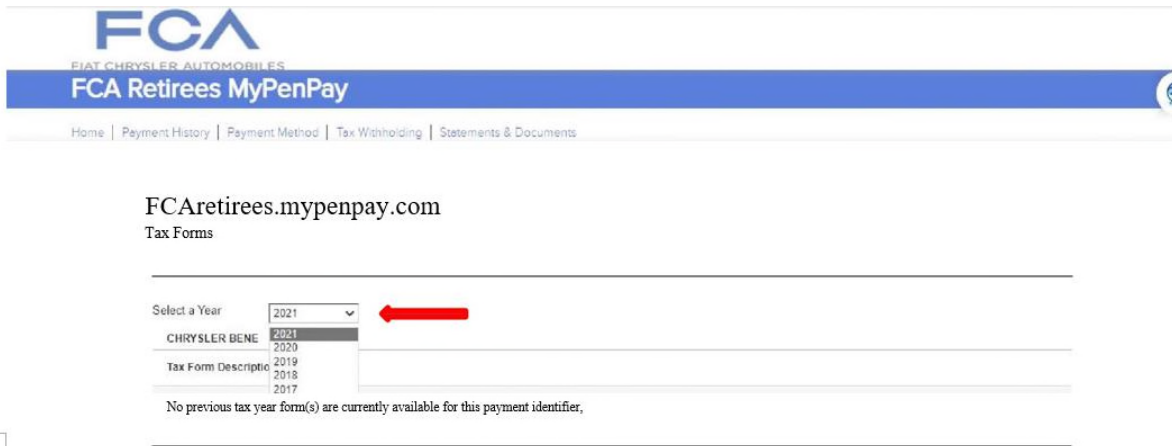 FCA
FIAT CHRYSLER AUTOMOBILES
FCA Retirees MyPenPay
Home | Payment History | Payment Method | Tax Withholding | Statements & Documents
FCAretirees.mypenpay.com
Tax Forms
Select a Year 2021
CHRYSLER BENE 2021
2020
Tax Form Descriptio 2019
2018
2017
No previous tax year form(s) are currently available for this payment identifier,